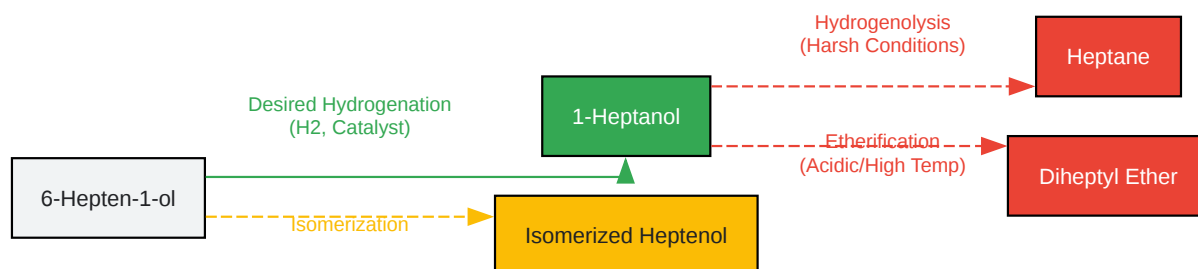 Hydrogenolysis
(Harsh Conditions)
Heptane
Desired Hydrogenation
(H2, Catalyst)
1-Heptanol
Etherification
(Acidic/High Temp)
Diheptyl Ether
6-Hepten-1-ol
Isomerization
Isomerized Heptenol